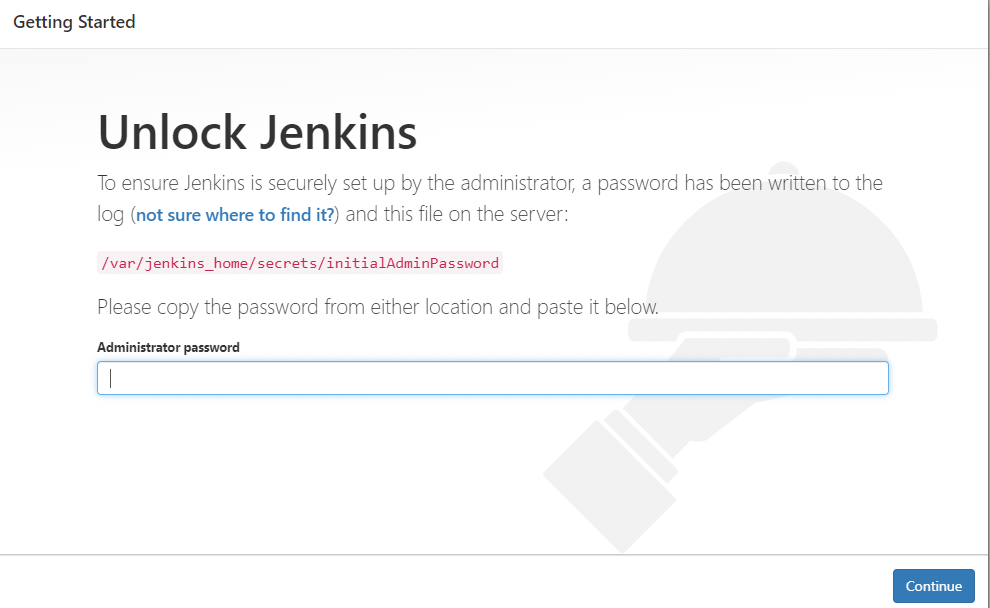 Getting Started
Unlock Jenkins
To ensure Jenkins is securely set up by the administrator, a password has been written to the
log (not sure where to find it?) and this file on the server:
/var/jenkins_home/secrets/initialAdminPassword
Please copy the password from either location and paste it below.
Administrator password
Continue